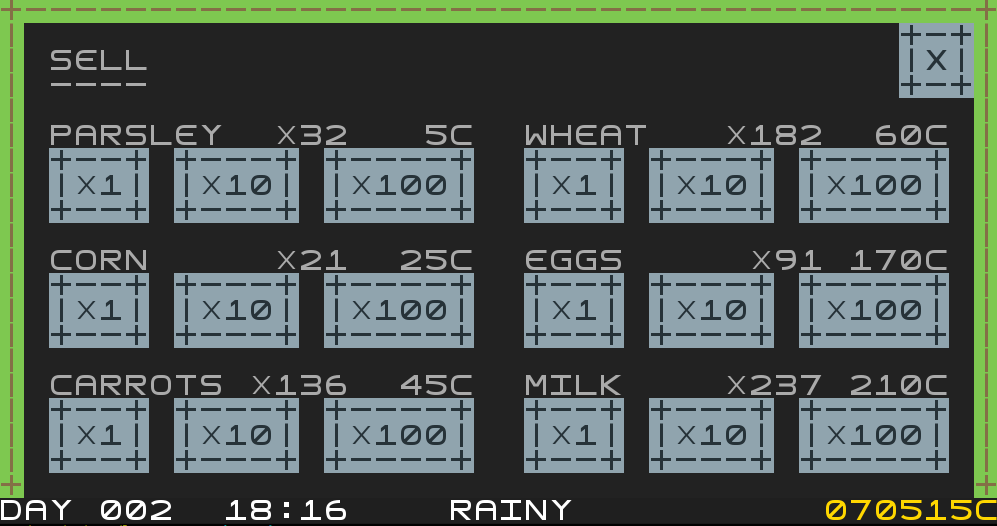 SELL
X
PARSLEY X32 5C WHEAT X182 60C
X1 X10 X100 X1 X10 X100
CORN X21 25C EGGS X91 170C
X1 X10 X100 X1 X10 X100
CARROTS X136 45C MILK X237 210C
X1 X10 X100 X1 X10 X100
DAY 002 18:16 RAINY 070515C